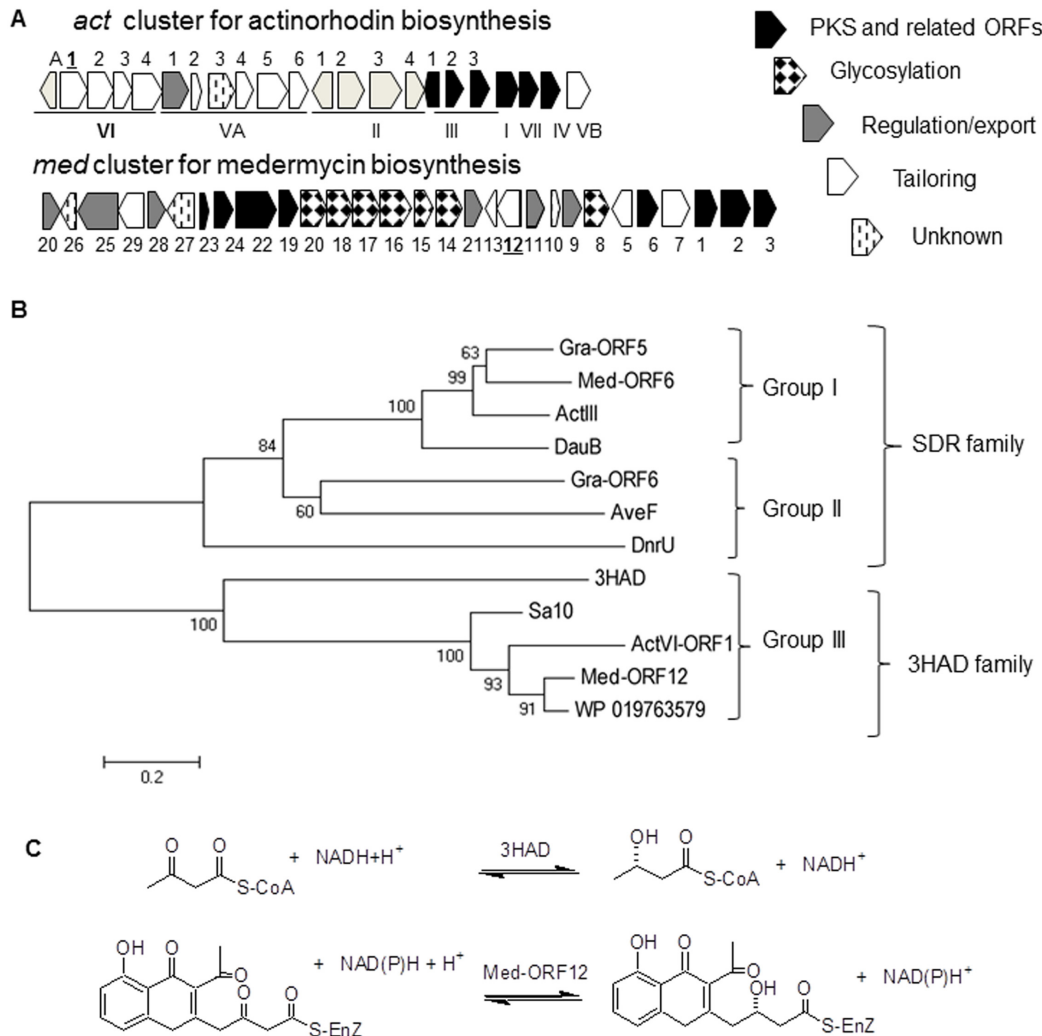 A
act cluster for actinorhodin biosynthesis
A 1 2 3 4 1 2 3 4 5 6 1 2 3 4 1 2 3
VI VA II III I VII IV VB
med cluster for medermycin biosynthesis
20 26 25 29 28 27 23 24 22 19 20 18 17 16 15 14 21 13 12 11 10 9 8 5 6 7 1 2 3
PKS and related ORFs
Glycosylation
Regulation/export
Tailoring
Unknown
B
Gra-ORF5
Med-ORF6
ActIII
DauB
Gra-ORF6
AveF
DnrU
3HAD
Sa10
ActVI-ORF1
Med-ORF12
WP 019763579
63
99
100
84
60
100
100
93
91
Group I
Group II
Group III
SDR family
3HAD family
0.2
C
O O S-CoA + NADH+H+ 3HAD OH O S-CoA + NADH+
OH O O O O S-EnZ + NAD(P)H + H+ Med-ORF12 OH O O OH O S-EnZ + NAD(P)H+